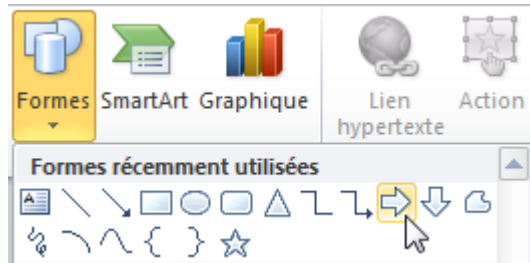 Formes SmartArt Graphique Lien hypertexte Action
Formes récemment utilisées